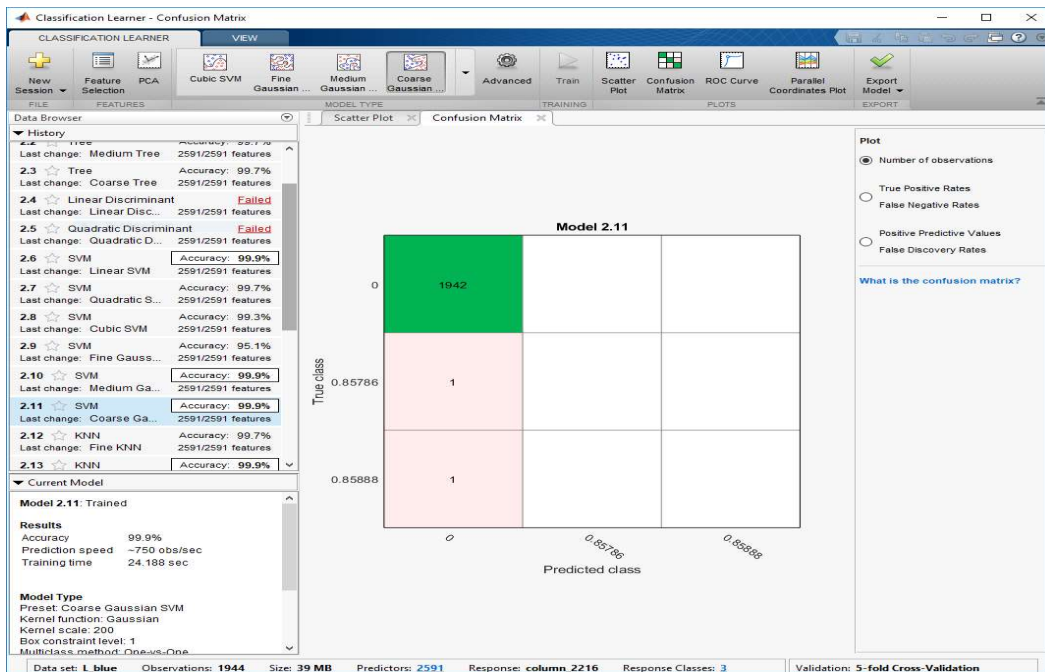 Classification Learner - Confusion Matrix
CLASSIFICATION LEARNER VIEW
New Session
Feature Selection
PCA
Cubic SVM
Fine Gaussian ...
Medium Gaussian ...
Coarse Gaussian ...
Advanced
Train
Scatter Plot
Confusion Matrix
ROC Curve
Parallel Coordinates Plot
Export Model
FILE FEATURES MODEL TYPE TRAINING PLOTS EXPORT
Data Browser
Scatter Plot Confusion Matrix
History
2.2 Tree Accuracy: 99.7%
Last change: Medium Tree 2591/2591 features
2.3 Tree Accuracy: 99.7%
Last change: Coarse Tree 2591/2591 features
2.4 Linear Discriminant Failed
Last change: Linear Disc... 2591/2591 features
2.5 Quadratic Discriminant Failed
Last change: Quadratic D... 2591/2591 features
2.6 SVM Accuracy: 99.9%
Last change: Linear SVM 2591/2591 features
2.7 SVM Accuracy: 99.7%
Last change: Quadratic S... 2591/2591 features
2.8 SVM Accuracy: 99.3%
Last change: Cubic SVM 2591/2591 features
2.9 SVM Accuracy: 95.1%
Last change: Fine Gauss... 2591/2591 features
2.10 SVM Accuracy: 99.9%
Last change: Medium Ga... 2591/2591 features
2.11 SVM Accuracy: 99.9%
Last change: Coarse Ga... 2591/2591 features
2.12 KNN Accuracy: 99.7%
Last change: Fine KNN 2591/2591 features
2.13 KNN Accuracy: 99.9%
Current Model
Model 2.11: Trained
Results
Accuracy 99.9%
Prediction speed ~750 obs/sec
Training time 24.188 sec
Model Type
Preset: Coarse Gaussian SVM
Kernel function: Gaussian
Kernel scale: 200
Box constraint level: 1
Multiclass method: One-vs-One
Model 2.11
True class
0 1942
0.85786 1
0.85888 1
0 0.85786 0.85888
Predicted class
Plot
Number of observations
True Positive Rates
False Negative Rates
Positive Predictive Values
False Discovery Rates
What is the confusion matrix?
Data set: L_blue Observations: 1944 Size: 39 MB Predictors: 2591 Response: column_2216 Response Classes: 3 Validation: 5-fold Cross-Validation